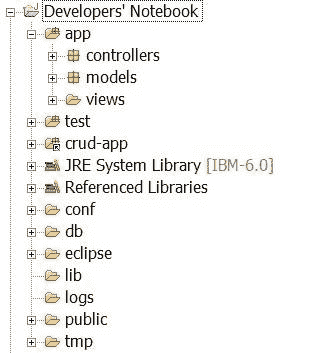 Developers' Notebook
app
controllers
models
views
test
crud-app
JRE System Library [IBM-6.0]
Referenced Libraries
conf
db
eclipse
lib
logs
public
tmp